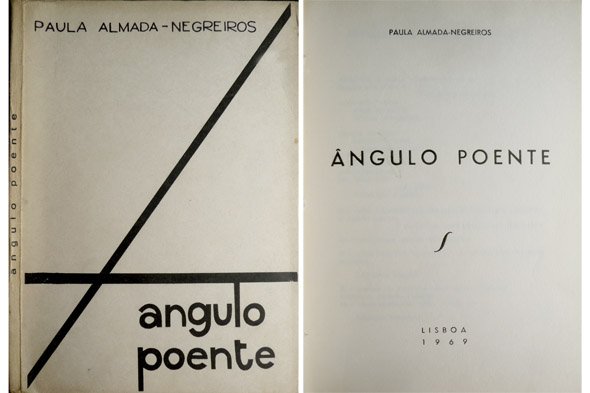 PAULA ALMADA-NEGREIROS
angulo poente
angulo
poente
PAULA ALMADA-NEGREIROS
ÂNGULO POENTE
LISBOA
1969